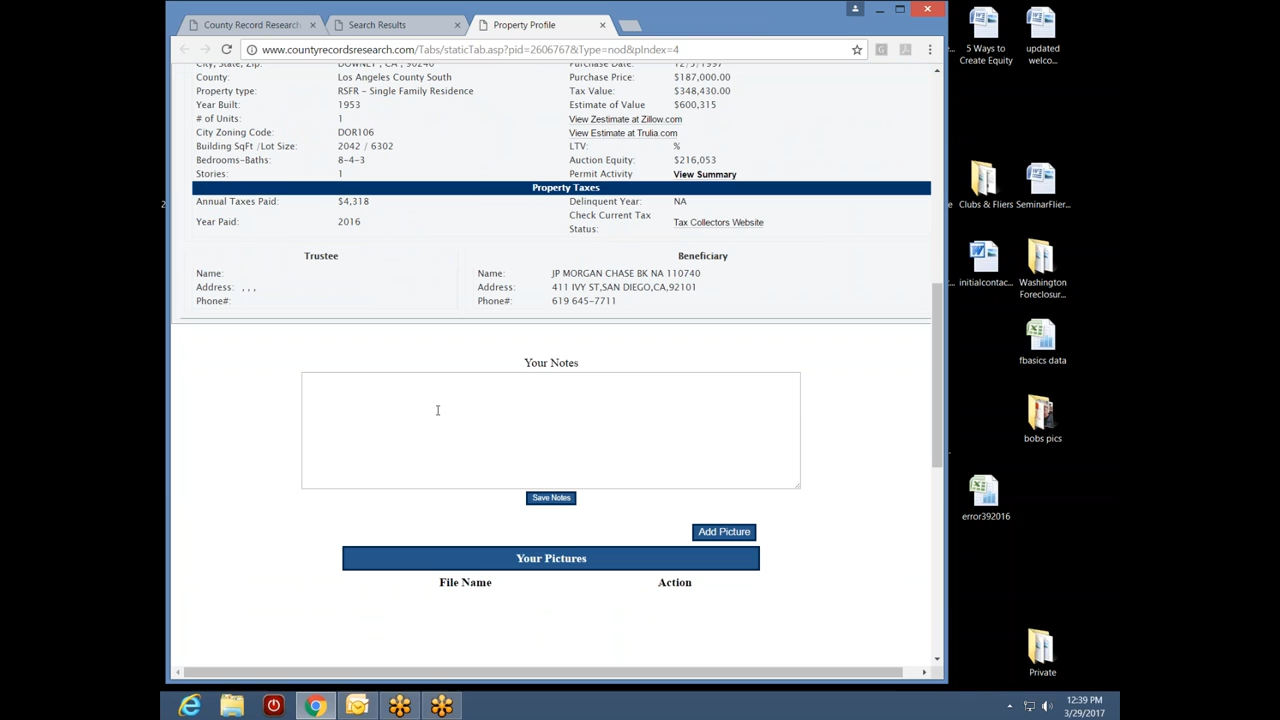 County Record Research
Search Results
Property Profile
www.countyrecordsresearch.com/Tabs/staticTab.asp?pid=2606767&Type=nod&pIndex=4
City, State, Zip: DOWNEY , CA , 90240 Purchase Date: 12/5/1997
County: Los Angeles County South Purchase Price: $187,000.00
Property type: RSFR - Single Family Residence Tax Value: $348,430.00
Year Built: 1953 Estimate of Value $600,315
# of Units: 1 View Zestimate at Zillow.com
City Zoning Code: DOR106 View Estimate at Trulia.com
Building SqFt /Lot Size: 2042 / 6302 LTV: %
Bedrooms-Baths: 8-4-3 Auction Equity: $216,053
Stories: 1 Permit Activity View Summary
Property Taxes
Annual Taxes Paid: $4,318 Delinquent Year: NA
Year Paid: 2016 Check Current Tax Status: Tax Collectors Website
Trustee Beneficiary
Name: Name: JP MORGAN CHASE BK NA 110740
Address: , , , Address: 411 IVY ST,SAN DIEGO,CA,92101
Phone#: Phone#: 619 645-7711
Your Notes
Save Notes
Add Picture
Your Pictures
File Name Action
5 Ways to
Create Equity
updated
welco...
Clubs & Fliers
SeminarFlier...
initialcontac...
Washington
Foreclosur...
fbasics data
bobs pics
error392016
Private
12:39 PM
3/29/2017